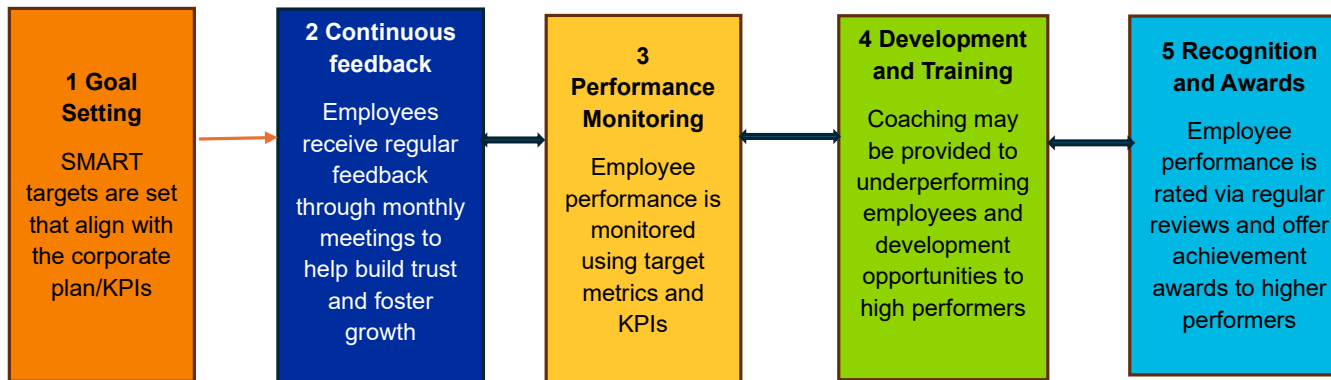 1 Goal
Setting
SMART
targets are set
that align with
the corporate
plan/KPIs
2 Continuous
feedback
Employees
receive regular
feedback
through monthly
meetings to
help build trust
and foster
growth
3
Performance
Monitoring
Employee
performance is
monitored
using target
metrics and
KPIs
4 Development
and Training
Coaching may
be provided to
underperforming
employees and
development
opportunities to
high performers
5 Recognition
and Awards
Employee
performance is
rated via regular
reviews and offer
achievement
awards to higher
performers